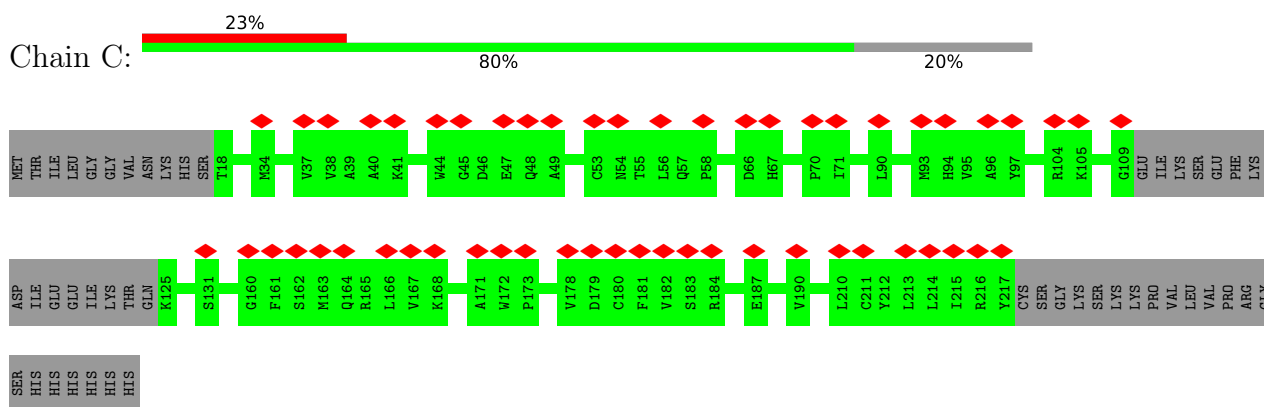 23%
Chain C:
80% 20%
MET THR ILE LEU GLY GLY VAL ASN LYS HIS SER T18 M34 V37 V38 A39 A40 K41 W44 G45 D46 E47 Q48 A49 C53 N54 T55 L56 Q57 P58 D66 H67 P70 I71 L90 M93 H94 V95 A96 Y97 R104 K105 G109 GLU ILE LYS SER GLU PHE LYS
ASP ILE GLU GLU ILE LYS THR GLN K125 S131 G160 F161 S162 M163 Q164 R165 L166 V167 K168 A171 W172 P173 V178 D179 C180 F181 V182 S183 R184 E187 V190 L210 C211 Y212 L213 L214 I215 R216 Y217 CYS SER GLY LYS SER LYS LYS PRO VAL LEU VAL PRO ARG GLY
SER HIS HIS HIS HIS HIS HIS